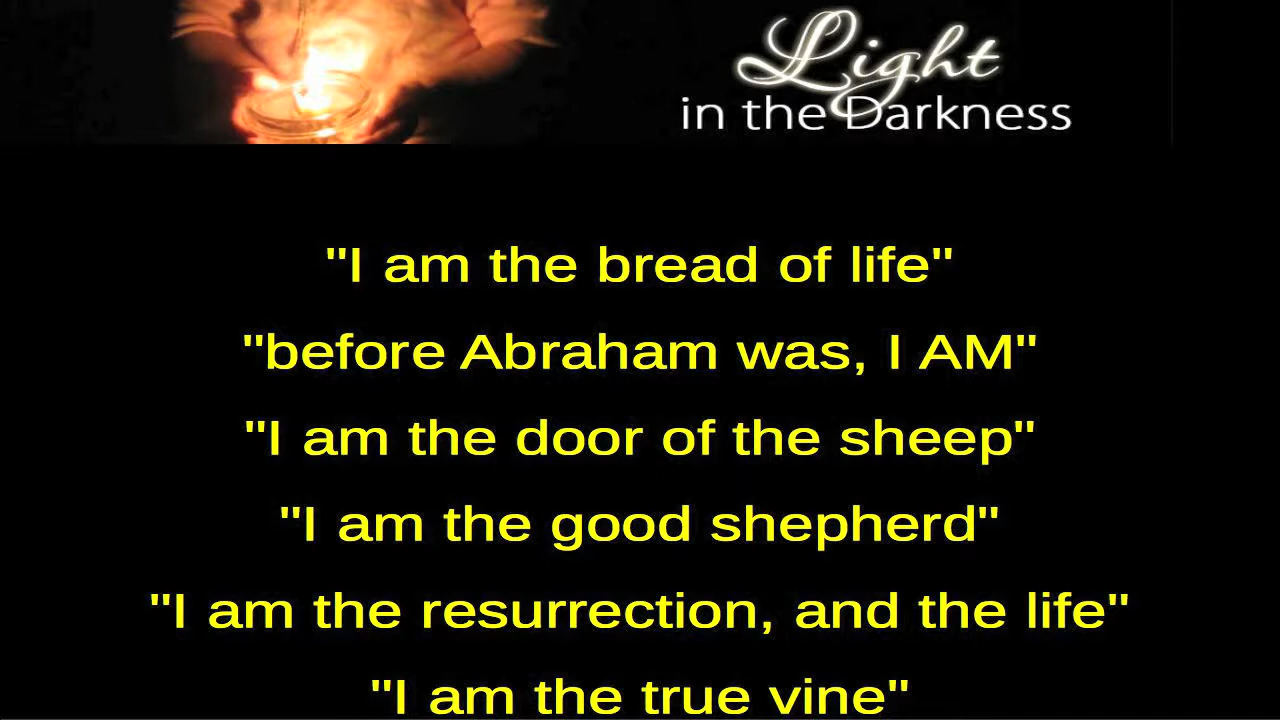 Light
in the Darkness
"I am the bread of life"
"before Abraham was, I AM"
"I am the door of the sheep"
"I am the good shepherd"
"I am the resurrection, and the life"
"I am the true vine"